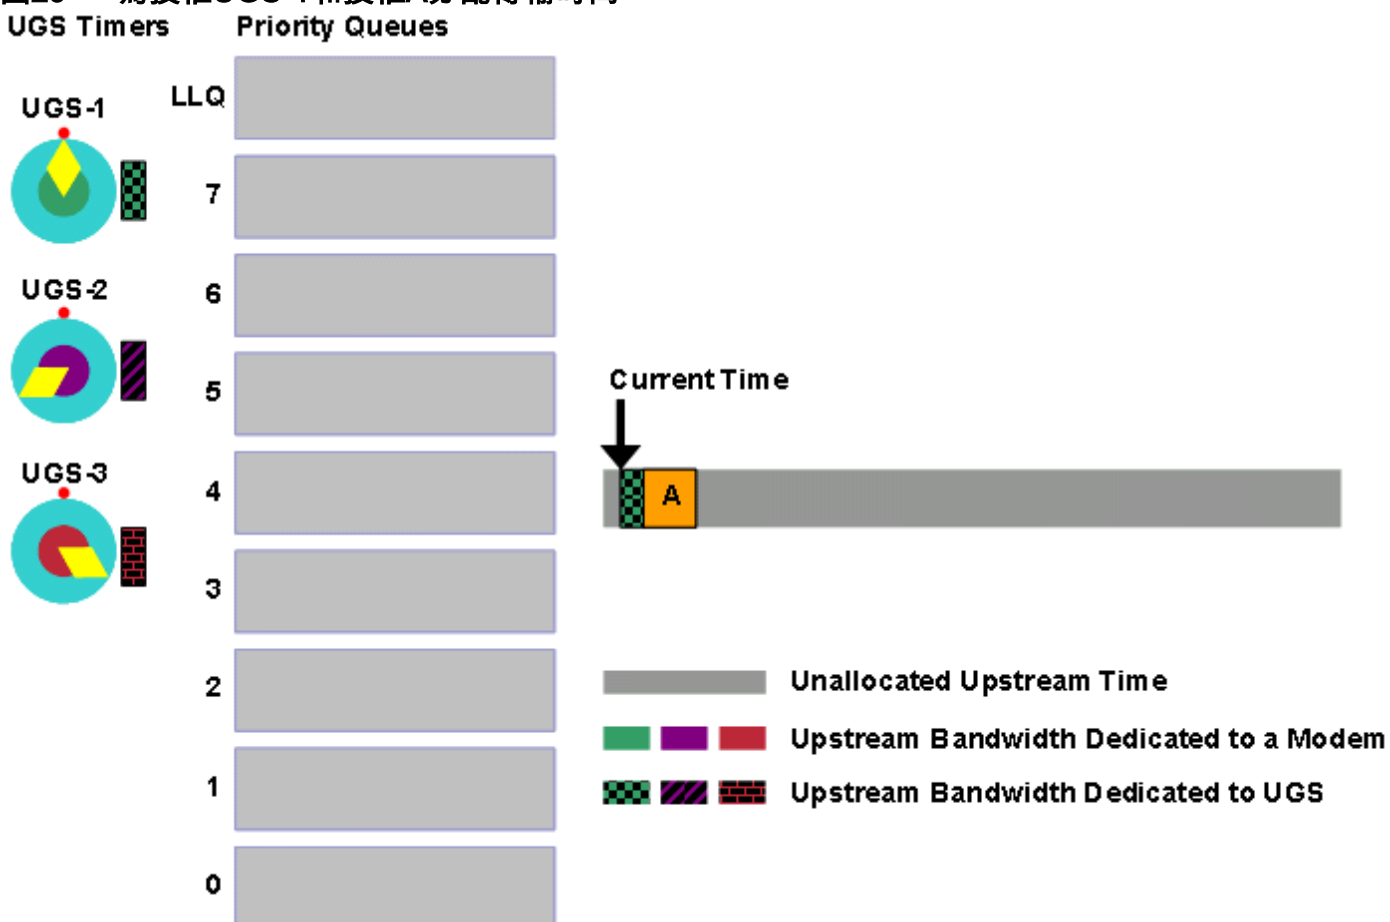 UGS Timers
Priority Queues
UGS-1
LLQ
7
UGS-2
6
5
Current Time
UGS-3
4
A
3
2
Unallocated Upstream Time
Upstream Bandwidth Dedicated to a Modem
1
Upstream Bandwidth Dedicated to UGS
0